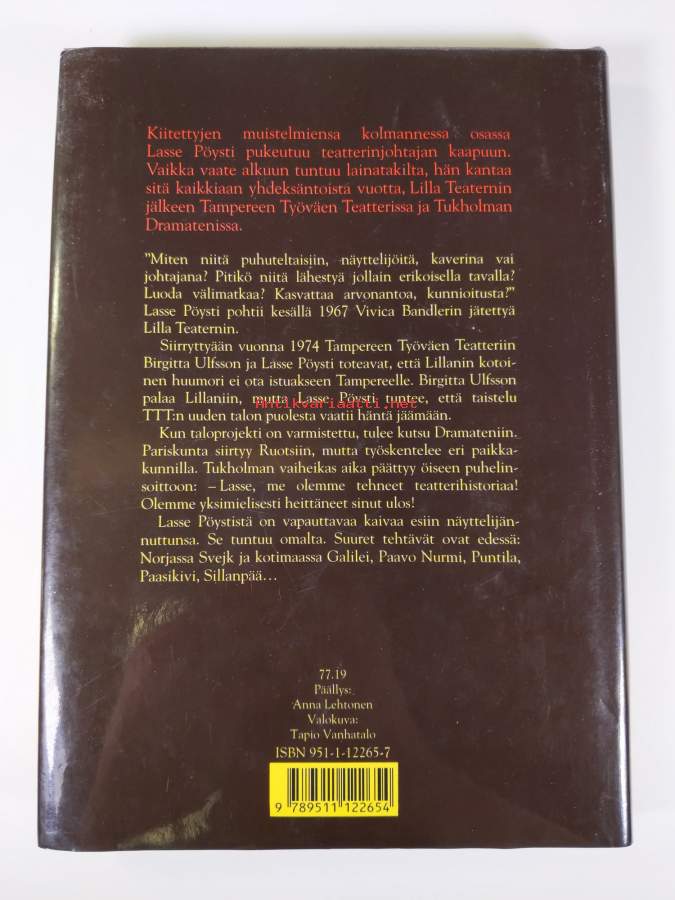 Kiitettyjen muistelmiensa kolmannessa osassa
Lasse Pöysti pukeutuu teatterinjohtajan kaapuun.
Vaikka vaate alkuun tuntuu lainatakilta, hän kantaa
sitä kaikkiaan yhdeksäntoista vuotta, Lilla Teaternin
jälkeen Tampereen Työväen Teatterissa ja Tukholman
Dramatenissa.
"Miten niitä puhuteltaisiin, näyttelijöitä, kaverina vai
johtajana? Pitikö niitä lähestyä jollain erikoisella tavalla?
Luoda välimatkaa? Kasvattaa arvonantoa, kunnioitusta?"
Lasse Pöysti pohtii kesällä 1967 Vivica Bandlerin jätettyä
Lilla Teaternin.
Siirryttyään vuonna 1974 Tampereen Työväen Teatteriin
Birgitta Ulfsson ja Lasse Pöysti toteavat, että Lillanin kotoi-
nen huumori ei ota istuakseen Tampereelle. Birgitta Ulfsson
palaa Lillaniin, mutta Lasse Pöysti tuntee, että taistelu
Antikvariaatti.net
TTT:n uuden talon puolesta vaatii häntä jäämään.
Kun taloprojekti on varmistettu, tulee kutsu Dramateniin.
Pariskunta siirtyy Ruotsiin, mutta työskentelee eri paikka-
kunnilla. Tukholman vaiheikas aika päättyy öiseen puhelin-
soittoon: – Lasse, me olemme tehneet teatterihistoriaa!
Olemme yksimielisesti heittäneet sinut ulos!
Lasse Pöystistä on vapauttavaa kaivaa esiin näyttelijän-
nuttunsa. Se tuntuu omalta. Suuret tehtävät ovat edessä:
Norjassa Svejk ja kotimaassa Galilei, Paavo Nurmi, Puntila,
Paasikivi, Sillanpää...
77.19
Päällys:
Anna Lehtonen
Valokuva:
Tapio Vanhatalo
ISBN 951-1-12265-7
9 789511 122654